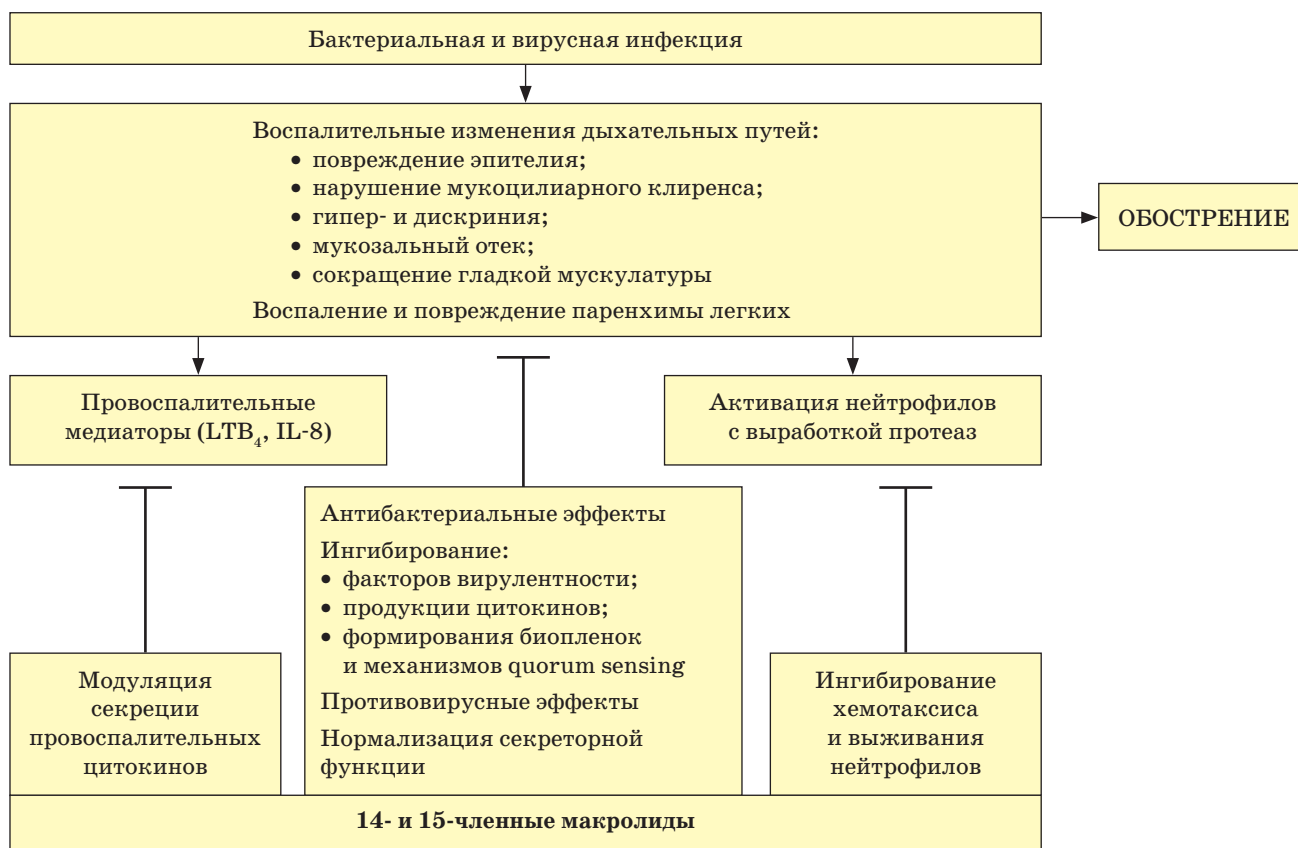 Бактериальная и вирусная инфекция
Воспалительные изменения дыхательных путей:
• повреждение эпителия;
• нарушение мукоцилиарного клиренса;
• гипер- и дискриния;
• мукозальный отек;
• сокращение гладкой мускулатуры
Воспаление и повреждение паренхимы легких
ОБОСТРЕНИЕ
Провоспалительные
медиаторы (LTB₄, IL-8)
Активация нейтрофилов
с выработкой протеаз
Антибактериальные эффекты
Ингибирование:
• факторов вирулентности;
• продукции цитокинов;
• формирования биопленок
и механизмов quorum sensing
Противовирусные эффекты
Нормализация секреторной
функции
Модуляция
секреции
провоспалительных
цитокинов
Ингибирование
хемотаксиса
и выживания
нейтрофилов
14- и 15-членные макролиды